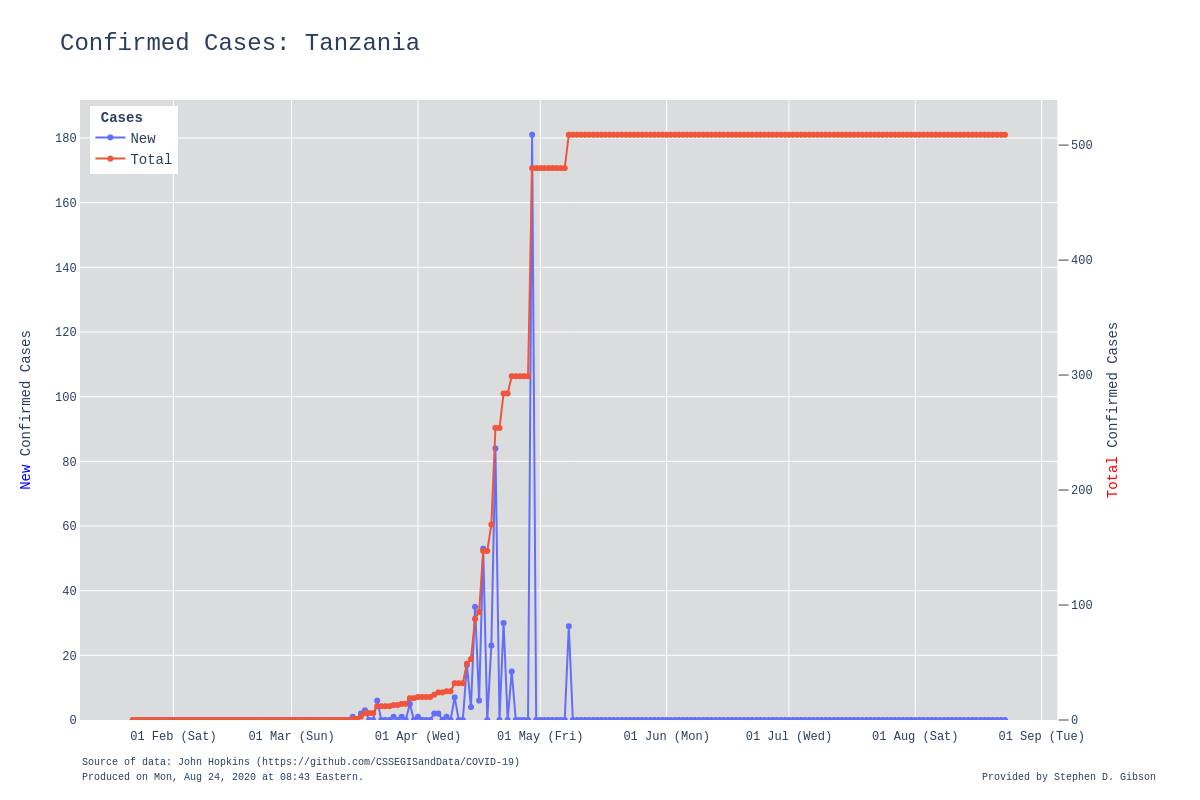 Confirmed Cases: Tanzania
Cases
New
Total
180
160
140
120
100
80
60
40
20
0
500
400
300
200
100
0
New Confirmed Cases
Total Confirmed Cases
01 Feb (Sat) 01 Mar (Sun) 01 Apr (Wed) 01 May (Fri) 01 Jun (Mon) 01 Jul (Wed) 01 Aug (Sat) 01 Sep (Tue)
Source of data: John Hopkins (https://github.com/CSSEGISandData/COVID-19)
Produced on Mon, Aug 24, 2020 at 08:43 Eastern.
Provided by Stephen D. Gibson